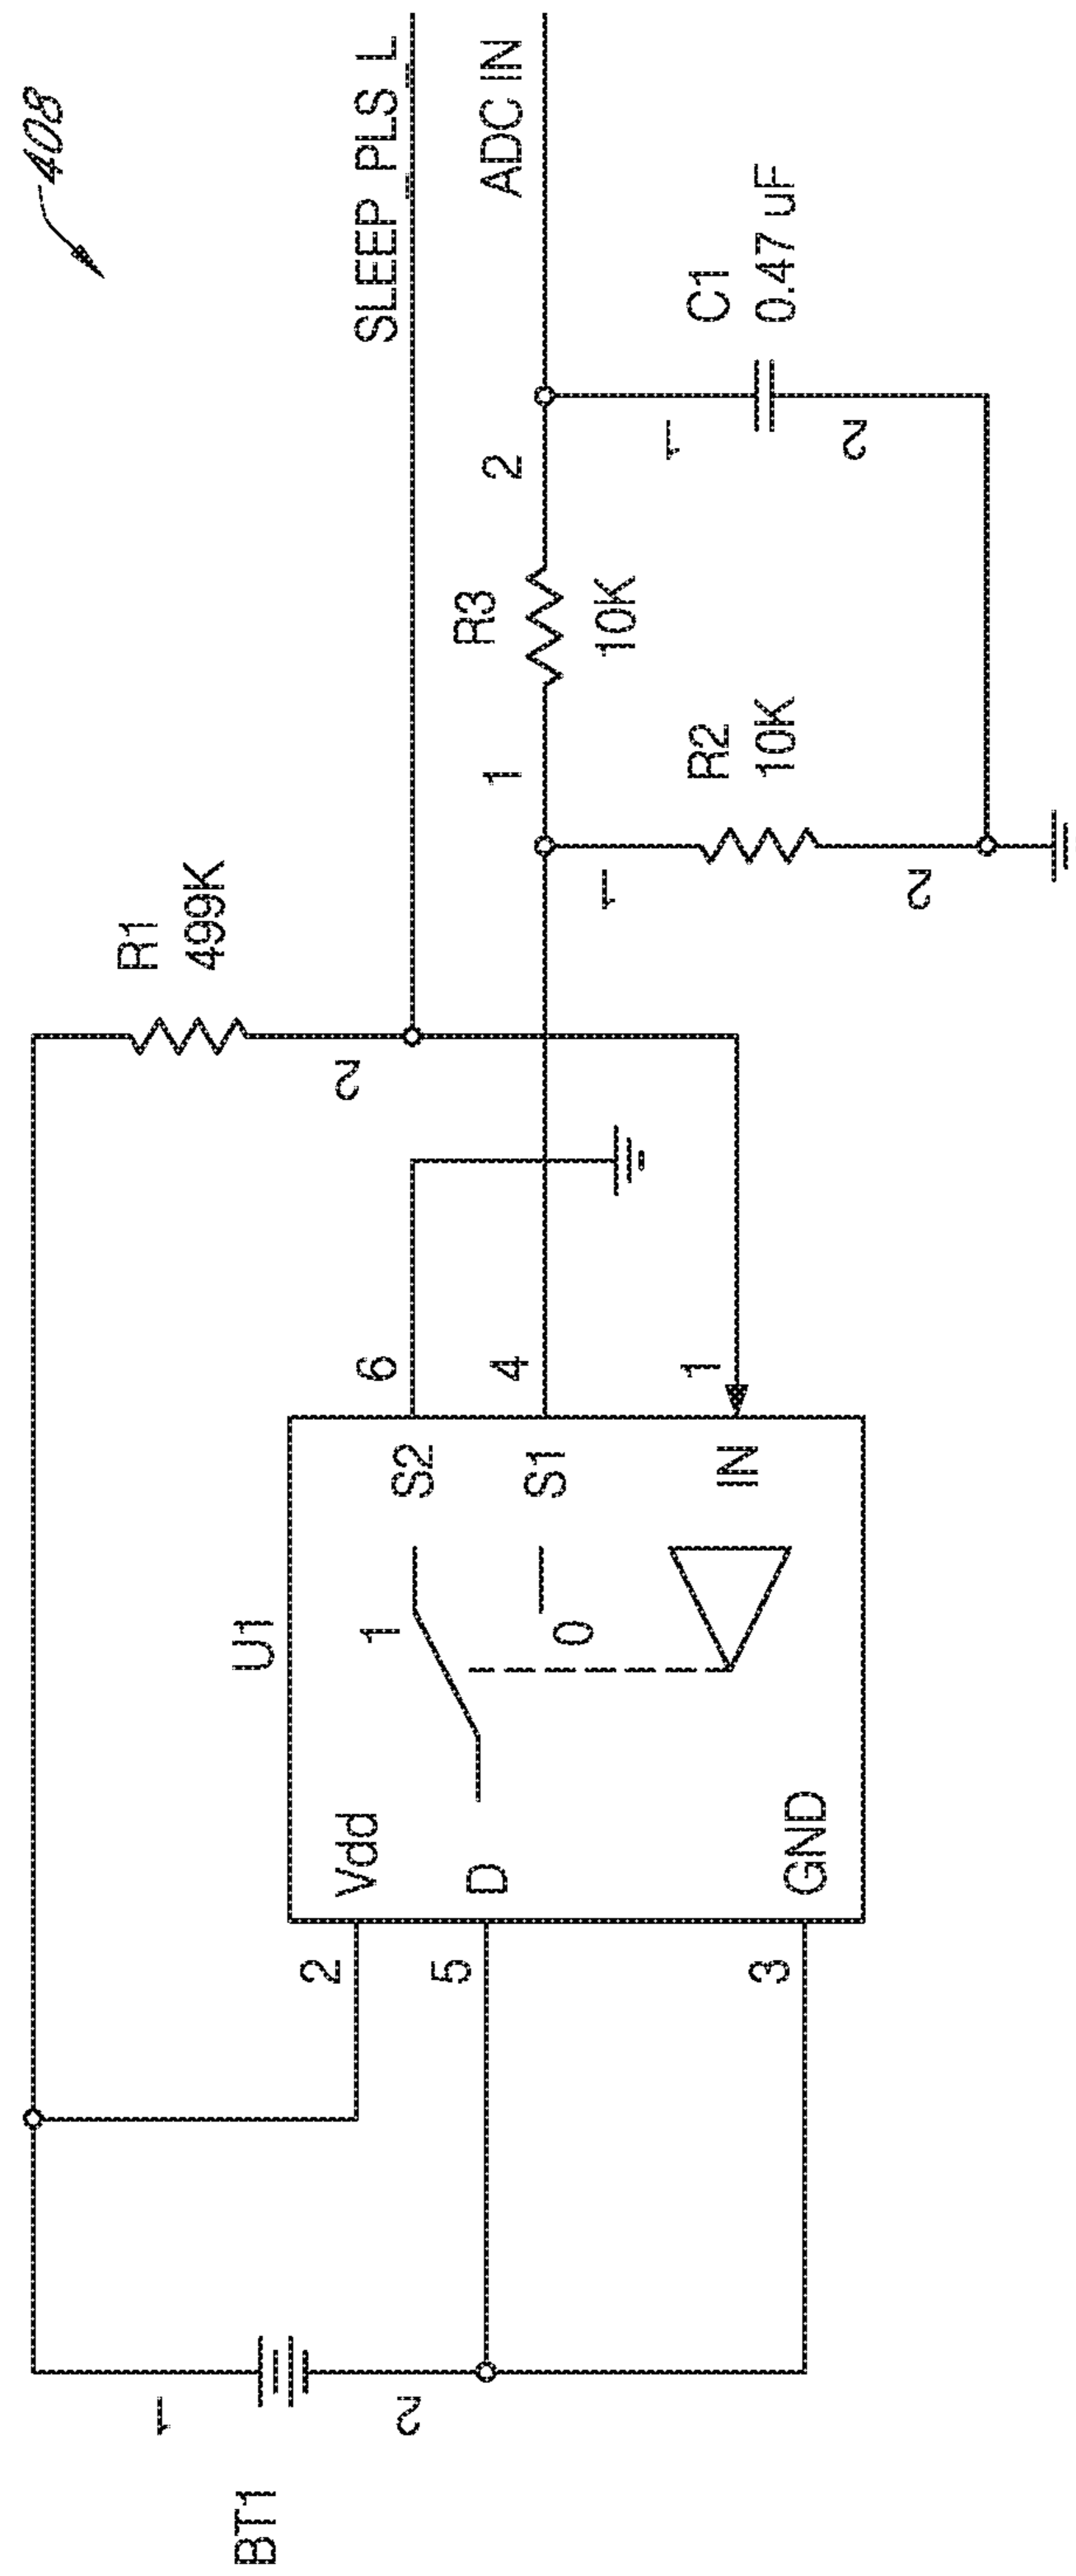 408
SLEEP_PLS_L
ADC IN
R1
499K
2
R3
10K
1
2
R2
10K
1
2
C1
0.47 uF
1
2
U1
Vdd
D
GND
1
0
S2
S1
IN
6
4
1
2
5
3
BT1
1
2